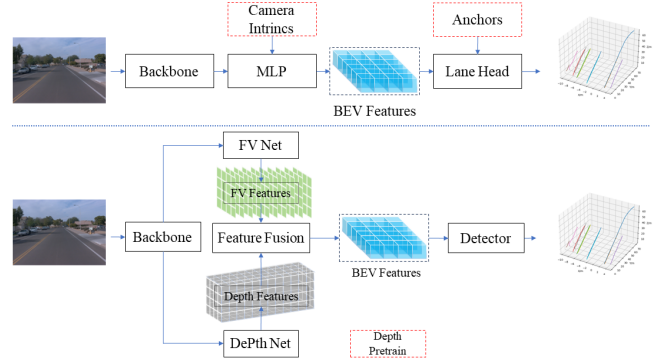 Camera
Intrincs
Anchors
Backbone
MLP
Lane Head
BEV Features
FV Net
FV Features
Backbone
Feature Fusion
Detector
BEV Features
Depth Features
DePth Net
Depth
Pretrain